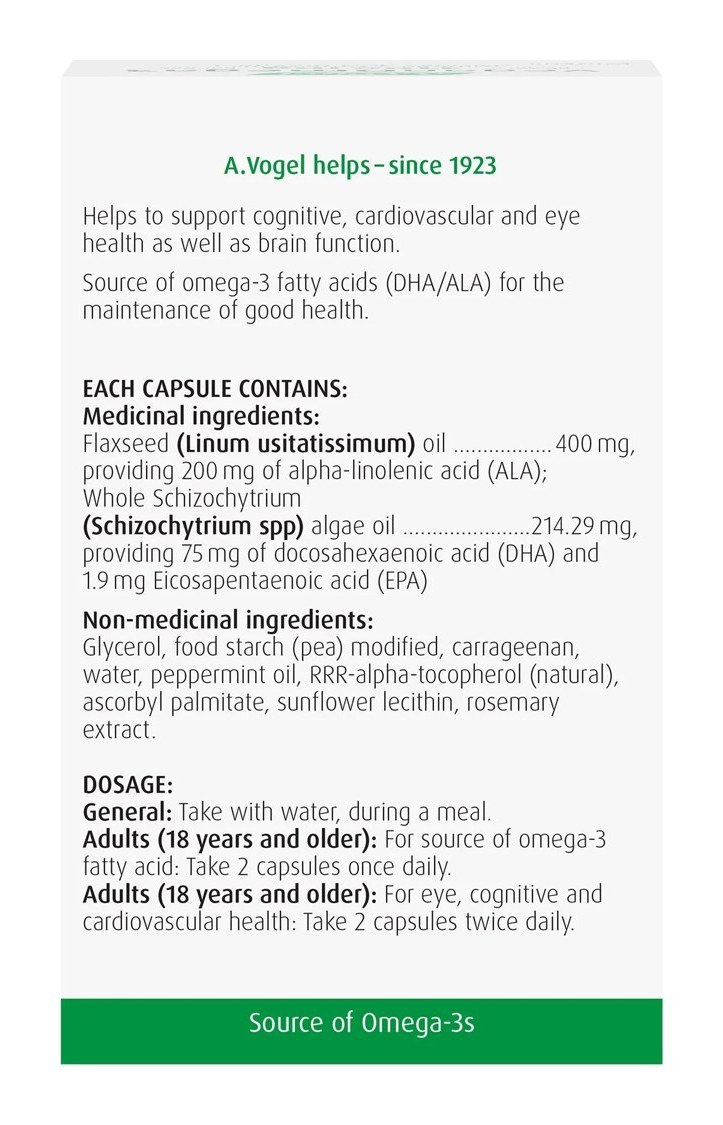 A.Vogel helps – since 1923
Helps to support cognitive, cardiovascular and eye
health as well as brain function.
Source of omega-3 fatty acids (DHA/ALA) for the
maintenance of good health.
EACH CAPSULE CONTAINS:
Medicinal ingredients:
Flaxseed (Linum usitatissimum) oil ................. 400 mg,
providing 200 mg of alpha-linolenic acid (ALA);
Whole Schizochytrium
(Schizochytrium spp) algae oil ......................214.29 mg,
providing 75 mg of docosahexaenoic acid (DHA) and
1.9 mg Eicosapentaenoic acid (EPA)
Non-medicinal ingredients:
Glycerol, food starch (pea) modified, carrageenan,
water, peppermint oil, RRR-alpha-tocopherol (natural),
ascorbyl palmitate, sunflower lecithin, rosemary
extract.
DOSAGE:
General: Take with water, during a meal.
Adults (18 years and older): For source of omega-3
fatty acid: Take 2 capsules once daily.
Adults (18 years and older): For eye, cognitive and
cardiovascular health: Take 2 capsules twice daily.
Source of Omega-3s